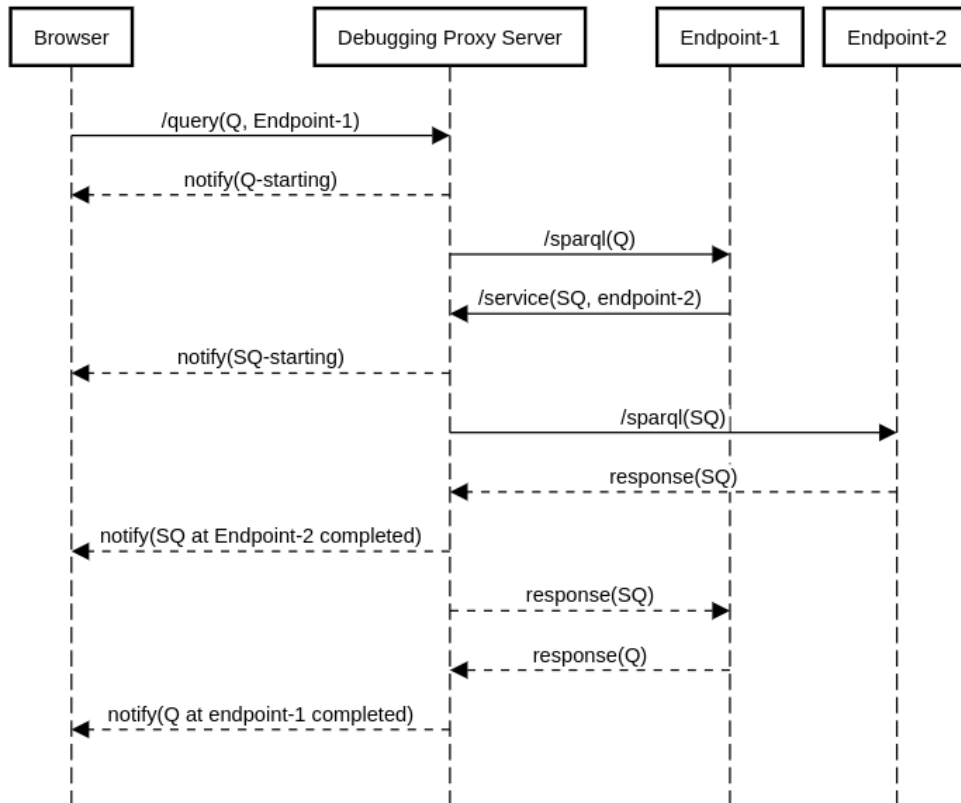 Browser
Debugging Proxy Server
Endpoint-1
Endpoint-2
/query(Q, Endpoint-1)
notify(Q-starting)
/sparql(Q)
/service(SQ, endpoint-2)
notify(SQ-starting)
/sparql(SQ)
response(SQ)
notify(SQ at Endpoint-2 completed)
response(SQ)
response(Q)
notify(Q at endpoint-1 completed)